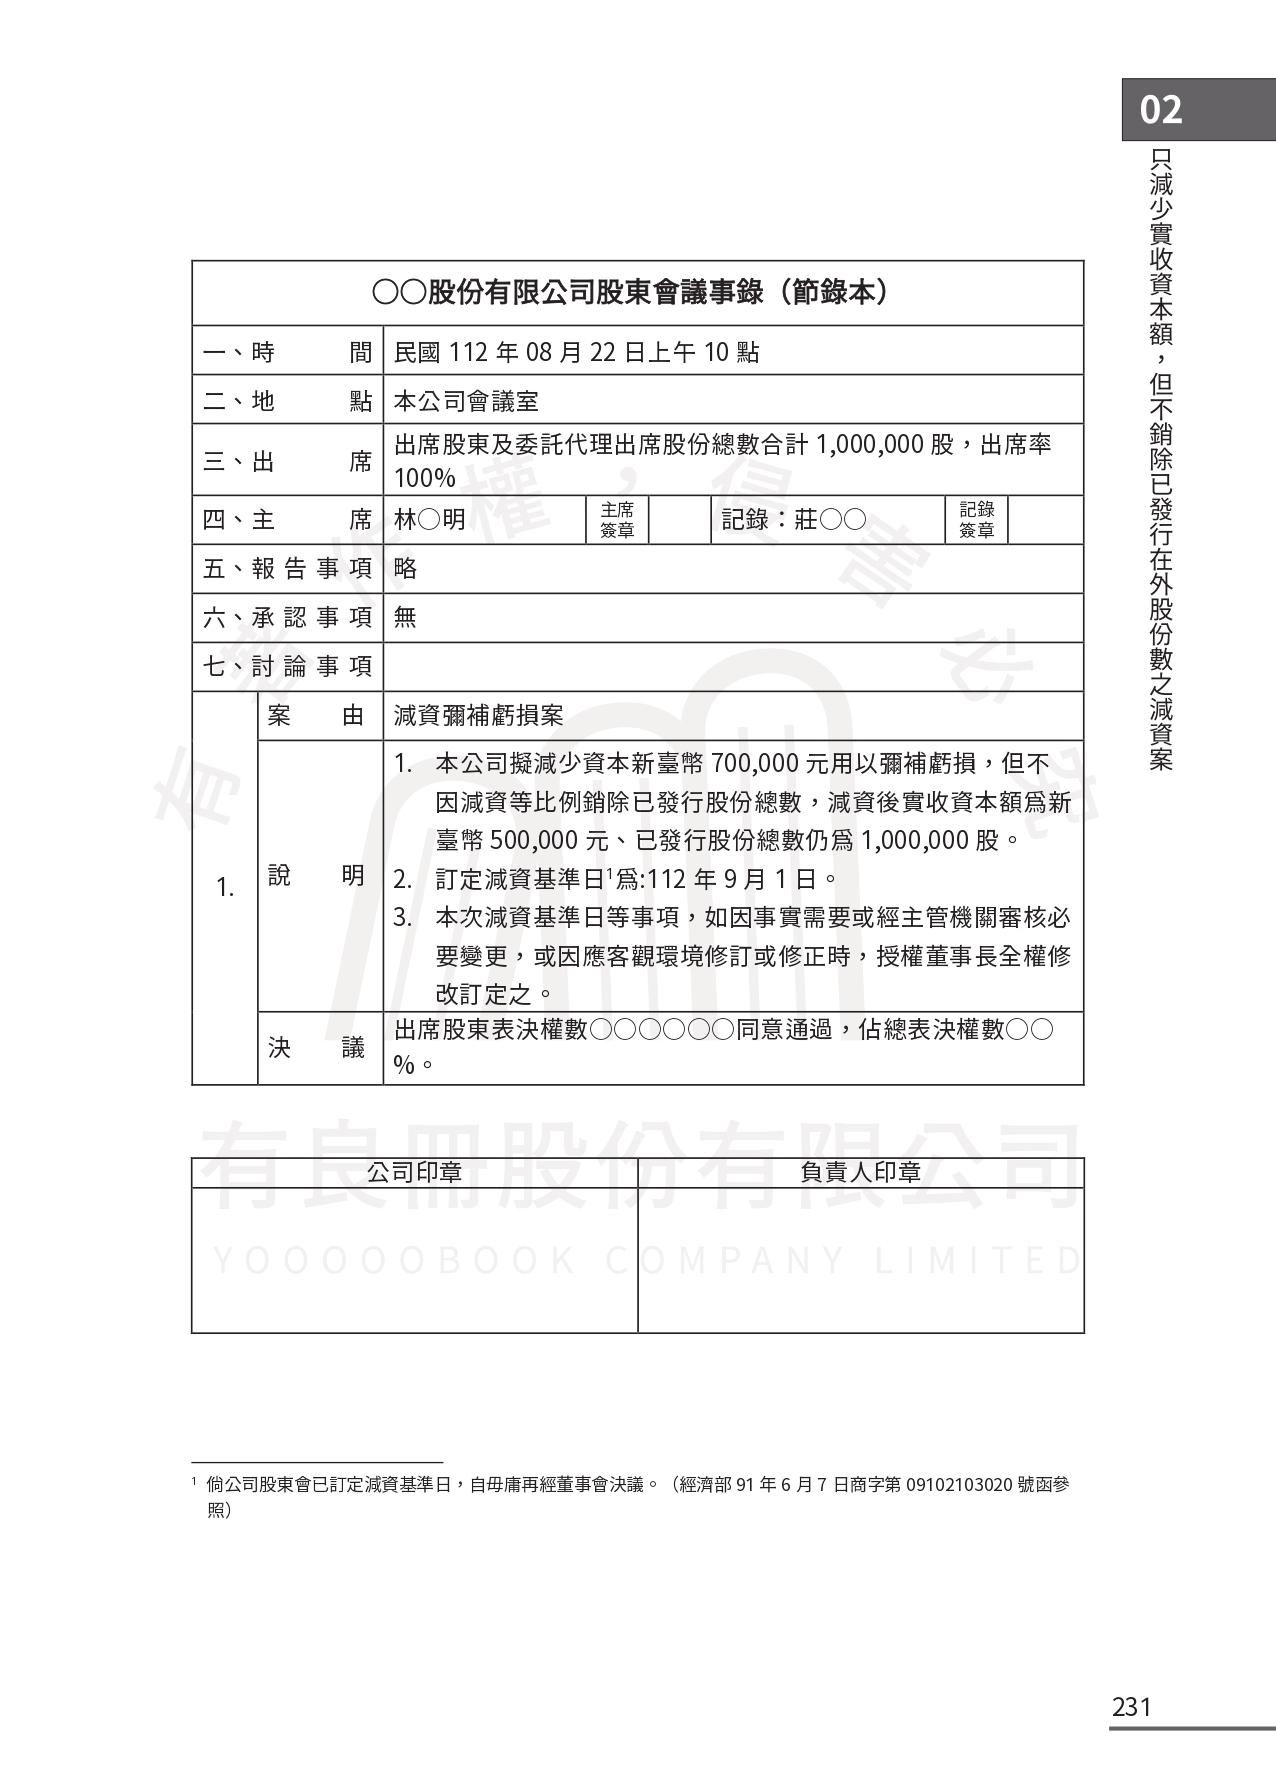 02
只減少實收資本額，但不銷除已發行在外股份數之減資案
○○股份有限公司股東會議事錄（節錄本）
一、時間 民國 112 年 08 月 22 日上午 10 點
二、地點 本公司會議室
三、出席 出席股東及委託代理出席股份總數合計 1,000,000 股，出席率
100%
四、主席 林○明 主席
簽章 記錄：莊○○ 記錄
簽章
五、報告事項 略
六、承認事項 無
七、討論事項
1.
案由 減資彌補虧損案
說明
1. 本公司擬減少資本新臺幣 700,000 元用以彌補虧損，但不
因減資等比例銷除已發行股份總數，減資後實收資本額為新
臺幣 500,000 元、已發行股份總數仍為 1,000,000 股。
2. 訂定減資基準日¹為:112 年 9 月 1 日。
3. 本次減資基準日等事項，如因事實需要或經主管機關審核必
要變更，或因應客觀環境修訂或修正時，授權董事長全權修
改訂定之。
決議 出席股東表決權數○○○○○○同意通過，佔總表決權數○○
%。
有著作權，侵害必究
有良冊股份有限公司
YOOOOOBOOK COMPANY LIMITED
公司印章 負責人印章
¹ 倘公司股東會已訂定減資基準日，自毋庸再經董事會決議。（經濟部 91 年 6 月 7 日商字第 09102103020 號函參
照）
231